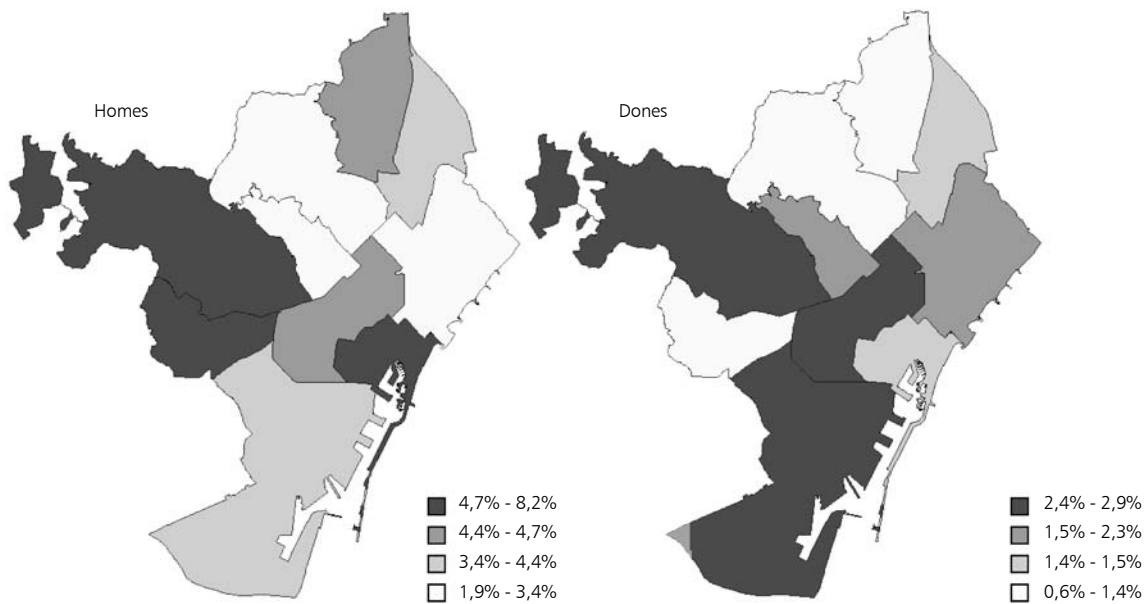 Homes
Dones
4,7% - 8,2%
4,4% - 4,7%
3,4% - 4,4%
1,9% - 3,4%
2,4% - 2,9%
1,5% - 2,3%
1,4% - 1,5%
0,6% - 1,4%